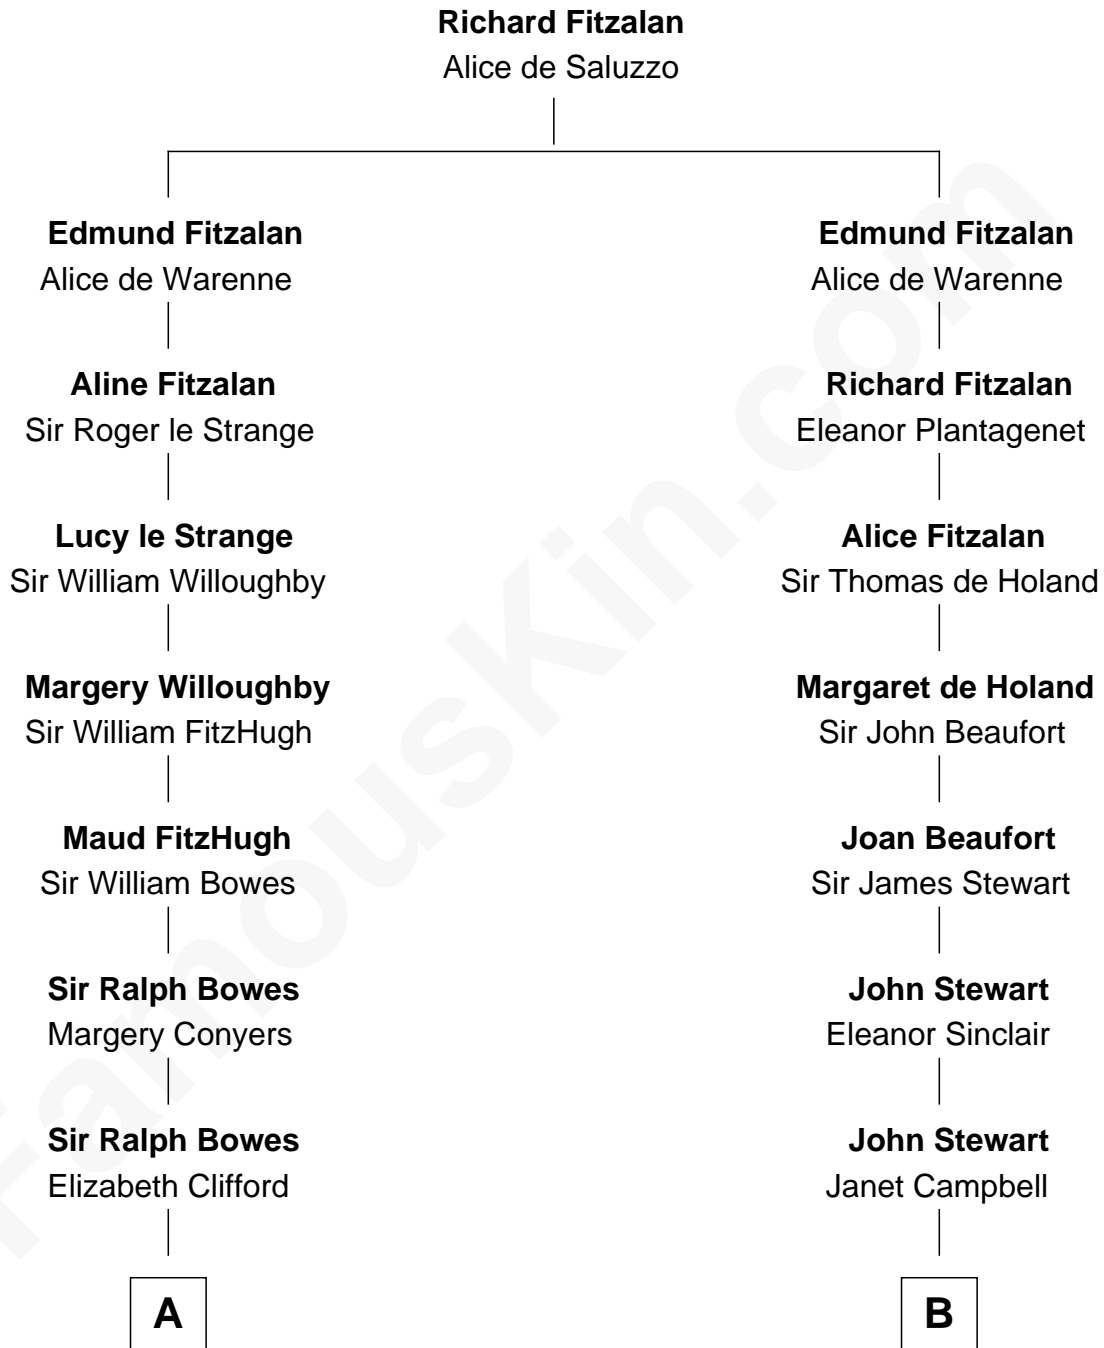 Richard Fitzalan
Alice de Saluzzo
Edmund Fitzalan
Alice de Warenne
Edmund Fitzalan
Alice de Warenne
Aline Fitzalan
Sir Roger le Strange
Richard Fitzalan
Eleanor Plantagenet
Lucy le Strange
Sir William Willoughby
Alice Fitzalan
Sir Thomas de Holand
Margery Willoughby
Sir William FitzHugh
Margaret de Holand
Sir John Beaufort
Maud FitzHugh
Sir William Bowes
Joan Beaufort
Sir James Stewart
Sir Ralph Bowes
Margery Conyers
John Stewart
Eleanor Sinclair
Sir Ralph Bowes
Elizabeth Clifford
John Stewart
Janet Campbell
A
B
FamousKin.com